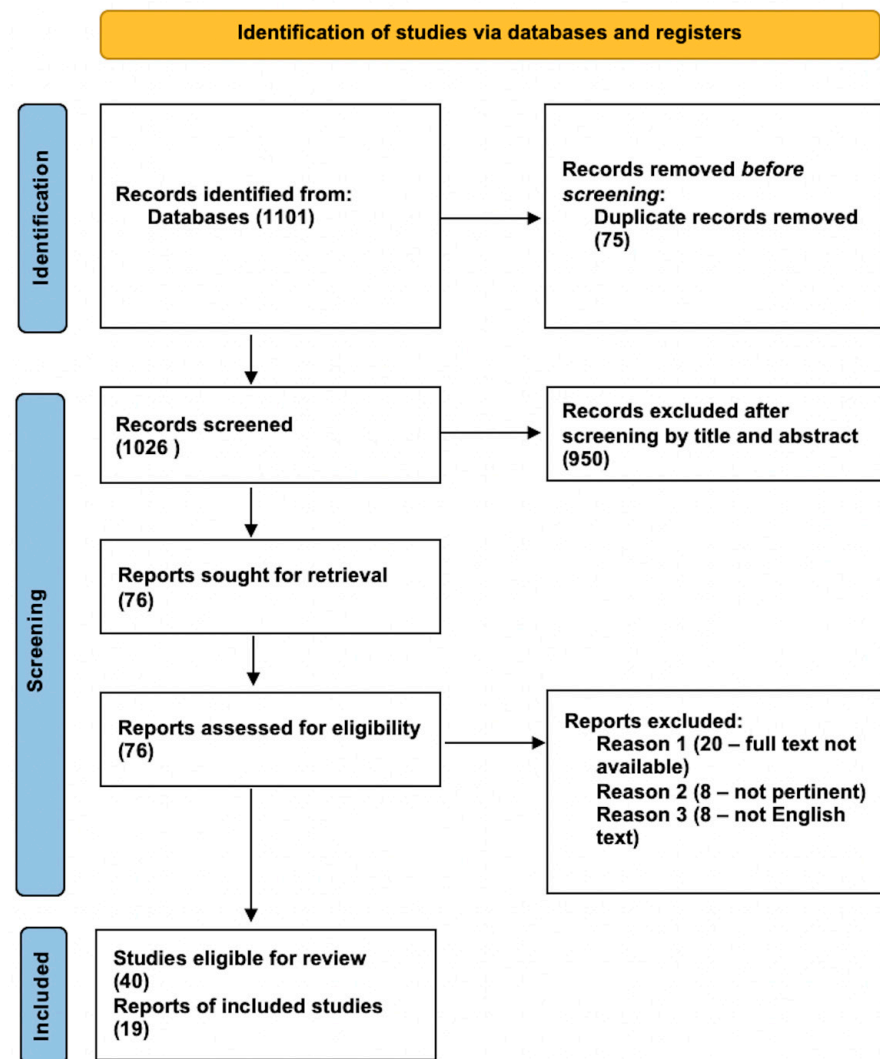 Identification of studies via databases and registers
Identification
Records identified from:
Databases (1101)
Records removed before
screening:
Duplicate records removed
(75)
Screening
Records screened
(1026 )
Records excluded after
screening by title and abstract
(950)
Reports sought for retrieval
(76)
Reports assessed for eligibility
(76)
Reports excluded:
Reason 1 (20 – full text not
available)
Reason 2 (8 – not pertinent)
Reason 3 (8 – not English
text)
Included
Studies eligible for review
(40)
Reports of included studies
(19)